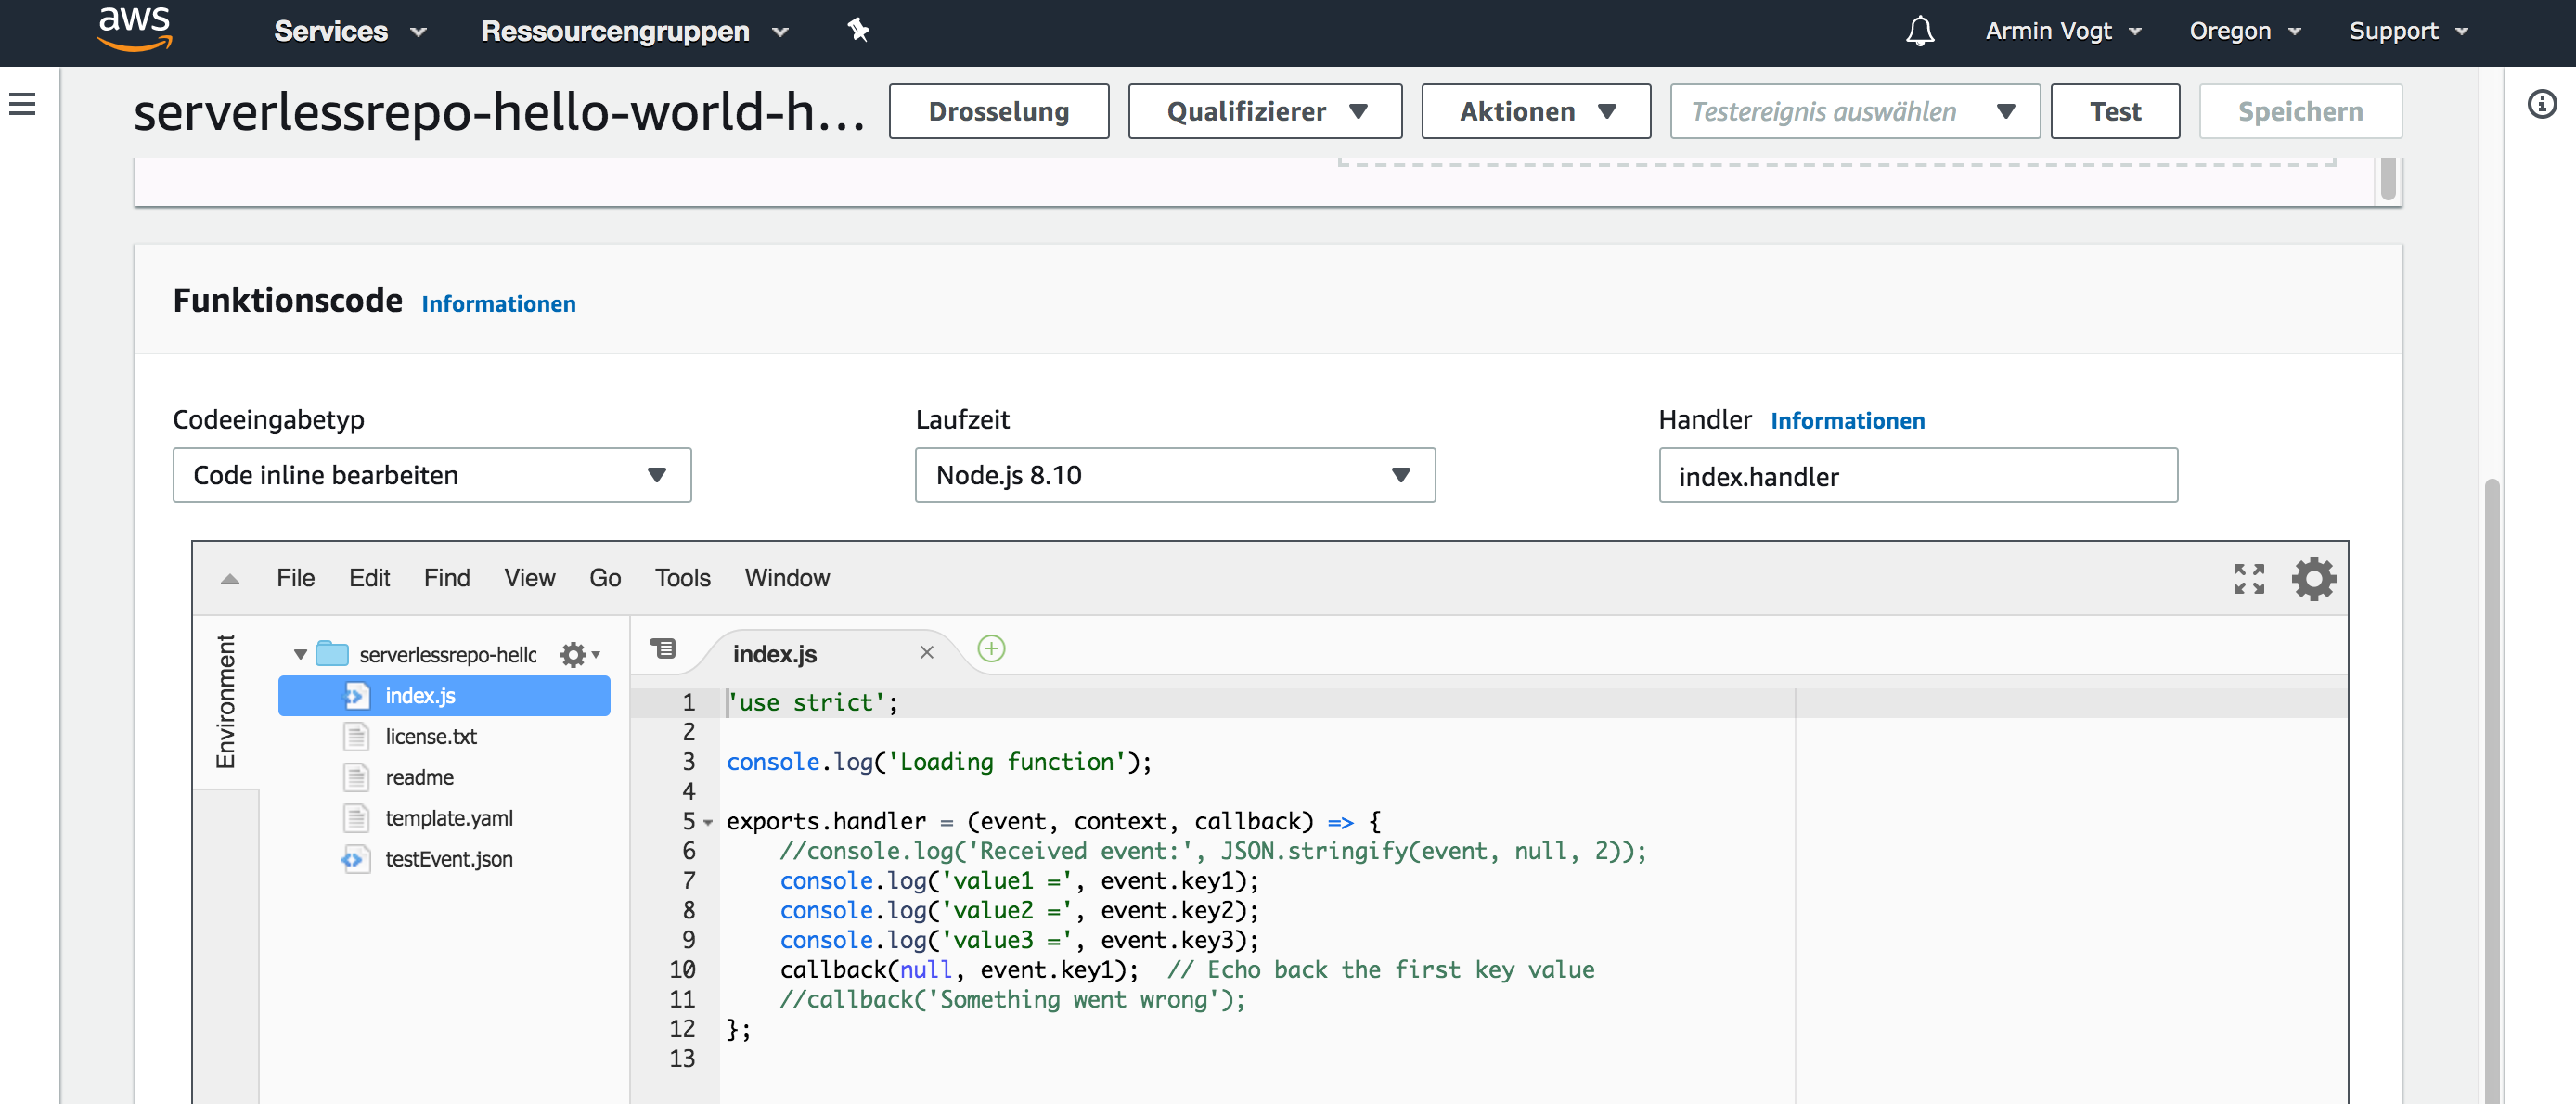 aws Services Ressourcengruppen Armin Vogt Oregon Support
serverlessrepo-hello-world-h... Drosselung Qualifizierer Aktionen Testereignis auswählen Test Speichern
Funktionscode Informationen
Codeeingabetyp Laufzeit Handler Informationen
Code inline bearbeiten Node.js 8.10 index.handler
File Edit Find View Go Tools Window
Environment
serverlessrepo-hello
index.js
license.txt
readme
template.yaml
testEvent.json
index.js
1 'use strict';
2
3 console.log('Loading function');
4
5 exports.handler = (event, context, callback) => {
6     //console.log('Received event:', JSON.stringify(event, null, 2));
7     console.log('value1 =', event.key1);
8     console.log('value2 =', event.key2);
9     console.log('value3 =', event.key3);
10     callback(null, event.key1);  // Echo back the first key value
11     //callback('Something went wrong');
12 };
13